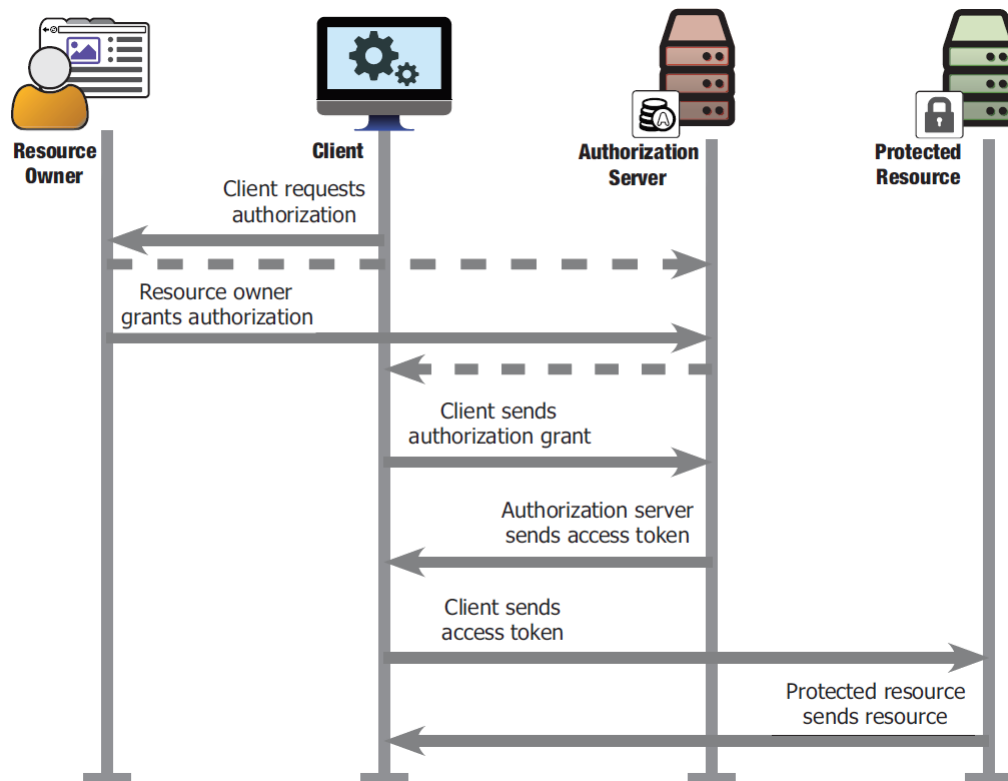 Resource
Owner
Client
Authorization
Server
Protected
Resource
Client requests
authorization
Resource owner
grants authorization
Client sends
authorization grant
Authorization server
sends access token
Client sends
access token
Protected resource
sends resource
A